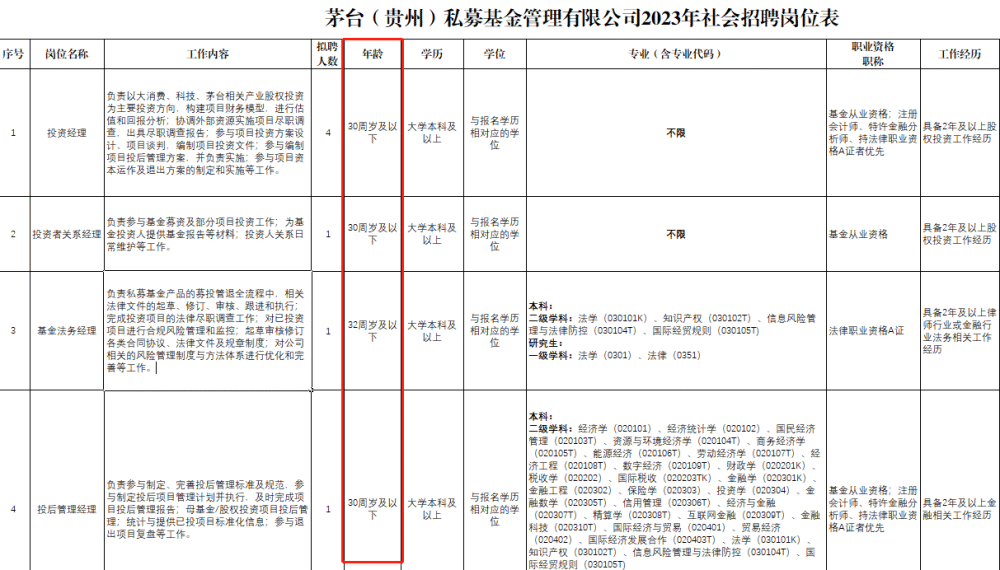 茅台（贵州）私募基金管理有限公司2023年社会招聘岗位表
序号
岗位名称
工作内容
拟聘
人数
年龄
学历
学位
专业（含专业代码）
职业资格
职称
工作经历
1
投资经理
负责以大消费、科技、茅台相关产业股权投资
为主要投资方向，构建项目财务模型，进行估
值和回报分析；协调外部资源实施项目尽职调
查，出具尽职调查报告；参与项目投资方案设
计、项目谈判，编制项目投资文件；参与编制
项目投后管理方案，并负责实施；参与项目资
本运作及退出方案的制定和实施等工作。
4
30周岁及以
下
大学本科及
以上
与报名学历
相对应的学
位
不限
基金从业资格；注册
会计师、特许金融分
析师、持法律职业资
格A证者优先
具备2年及以上股
权投资工作经历
2
投资者关系经理
负责参与基金募资及部分项目投资工作；为基
金投资人提供基金报告等材料；投资人关系日
常维护等工作。
1
30周岁及以
下
大学本科及
以上
与报名学历
相对应的学
位
不限
基金从业资格
具备2年及以上股
权投资工作经历
3
基金法务经理
负责私募基金产品的募投管退全流程中，相关
法律文件的起草、修订、审核、跟进和执行；
完成投资项目的法律尽职调查工作；对已投资
项目进行合规风险管理和监控；起草审核修订
各类合同协议、法律文件及规章制度；对公司
相关的风险管理制度与方法体系进行优化和完
善等工作。
1
32周岁及以
下
大学本科及
以上
与报名学历
相对应的学
位
本科：
二级学科：法学（030101K）、知识产权（030102T）、信息风险管
理与法律防控（030104T）、国际经贸规则（030105T）
研究生：
一级学科：法学（0301）、法律（0351）
法律职业资格A证
具备2年及以上律
师行业或金融行
业法务相关工作
经历
4
投后管理经理
负责参与制定、完善投后管理标准及规范，参
与制定投后项目管理计划并执行，及时完成项
目投后管理报告；母基金/股权投资项目投后管
理；统计与提供已投项目标准化信息；参与退
出项目复盘等工作。
1
30周岁及以
下
大学本科及
以上
与报名学历
相对应的学
位
本科：
二级学科：经济学（020101）、经济统计学（020102）、国民经济
管理（020103T）、资源与环境经济学（020104T）、商务经济学
（020105T）、能源经济（020106T）、劳动经济学（020107T）、经
济工程（020108T）、数字经济（020109T）、财政学（020201K）、
税收学（020202）、国际税收（020203TK）、金融学（020301K）、
金融工程（020302）、保险学（020303）、投资学（020304）、金
融数学（020305T）、信用管理（020306T）、经济与金融
（020307T）、精算学（020308T）、互联网金融（020309T）、金融
科技（020310T）、国际经济与贸易（020401）、贸易经济
（020402）、国际经济发展合作（020403T）、法学（030101K）、
知识产权（030102T）、信息风险管理与法律防控（030104T）、国
际经贸规则（030105T）
基金从业资格；注册
会计师、特许金融分
析师、持法律职业资
格A证者优先
具备2年及以上金
融相关工作经历